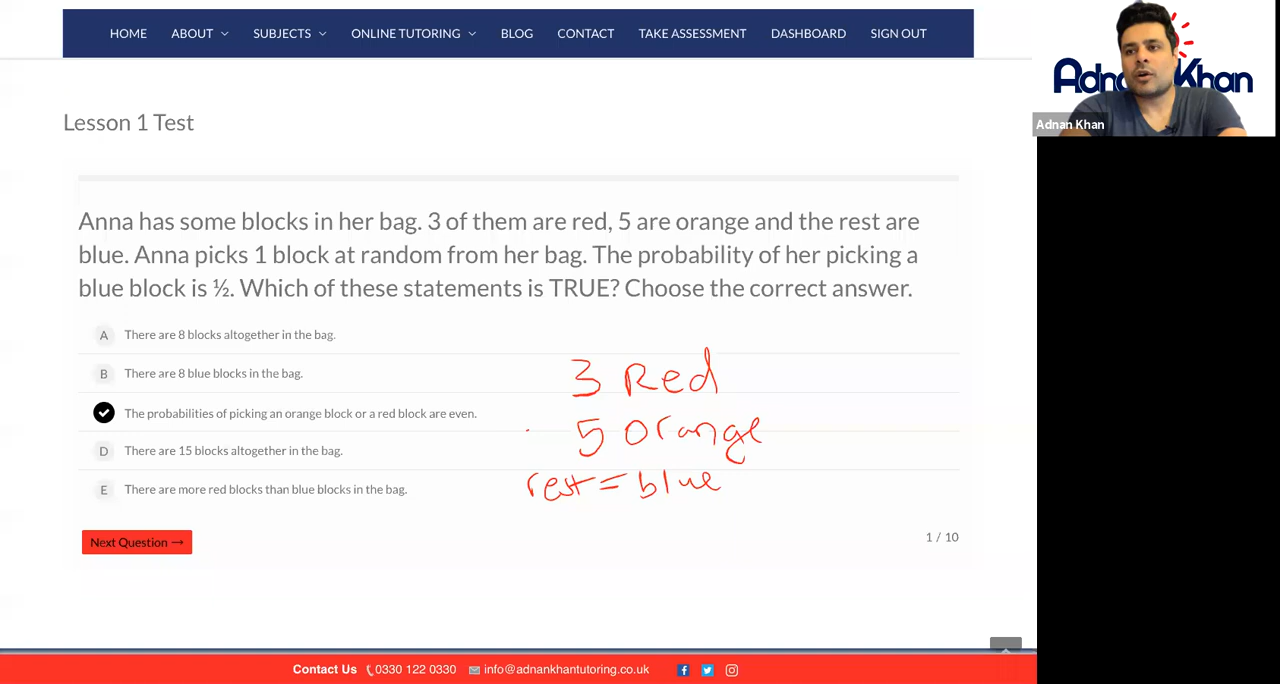 HOME ABOUT SUBJECTS ONLINE TUTORING BLOG CONTACT TAKE ASSESSMENT DASHBOARD SIGN OUT
Adnan Khan
Adnan Khan
Lesson 1 Test
Anna has some blocks in her bag. 3 of them are red, 5 are orange and the rest are
blue. Anna picks 1 block at random from her bag. The probability of her picking a
blue block is ½. Which of these statements is TRUE? Choose the correct answer.
A There are 8 blocks altogether in the bag.
B There are 8 blue blocks in the bag.
The probabilities of picking an orange block or a red block are even.
D There are 15 blocks altogether in the bag.
E There are more red blocks than blue blocks in the bag.
3 Red
5 Orange
rest = blue
Next Question →
1 / 10
Contact Us 0330 122 0330 info@adnankhantutoring.co.uk